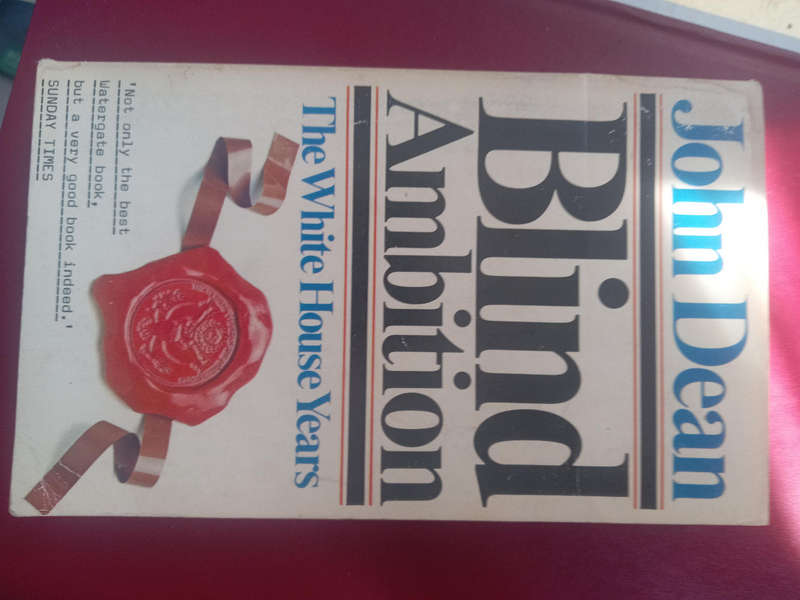 John Dean
Blind
Ambition
The White House Years
'Not only the best
Watergate book,
but a very good book indeed.'
SUNDAY TIMES